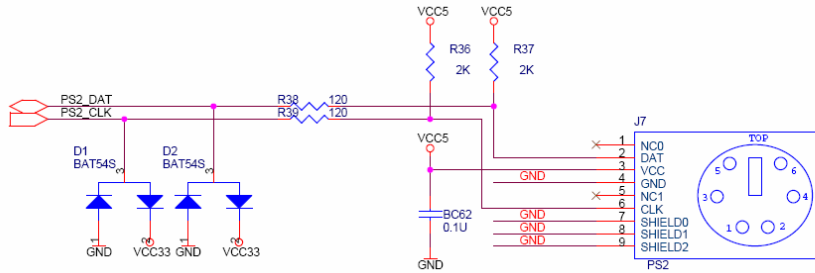 VCC5 VCC5
R36 R37
2K 2K
PS2_DAT R38 120
PS2_CLK R39 120
J7
D1 D2
BAT54S BAT54S
3 3
VCC5
TOP
1 NC0
2 DAT
3 VCC
GND 4 GND
5 NC1
6 CLK
GND 7 SHIELD0
GND 8 SHIELD1
GND 9 SHIELD2
5 6
3 4
1 2
BC62
0.1U
1 2 1 2
GND VCC33 GND VCC33
GND
PS2